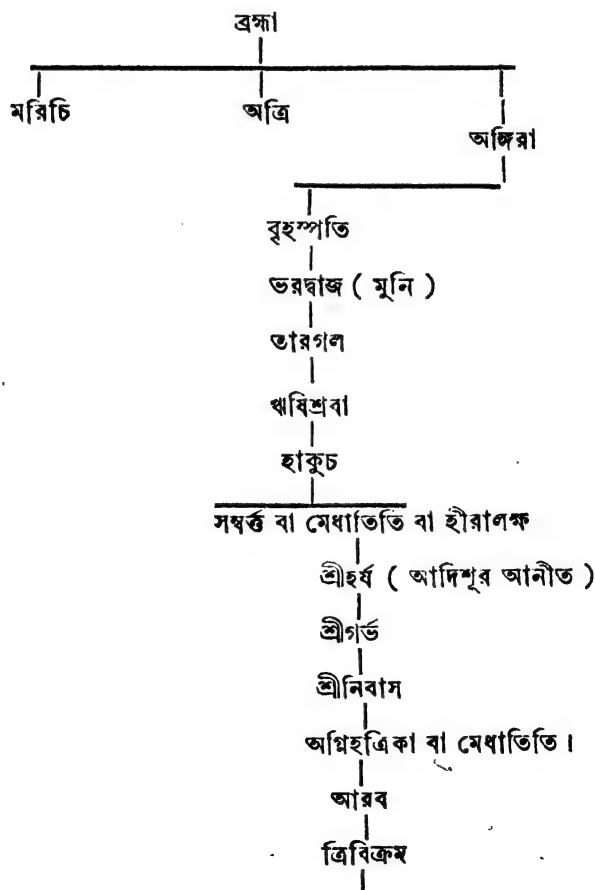 ব্রহ্মা
মরিচি অত্রি
অঙ্গিরা
বৃহস্পতি
ভরদ্বাজ ( মুনি )
তারগল
ঋষিশ্রবা
হাকুচ
সম্বর্ত্ত বা মেধাতিতি বা হীরালক্ষ
শ্রীহর্ষ ( আদিশূর আনীত )
শ্রীগর্ভ
শ্রীনিবাস
অগ্নিহত্রিকা বা মেধাতিতি ।
আরব
ত্রিবিক্রম